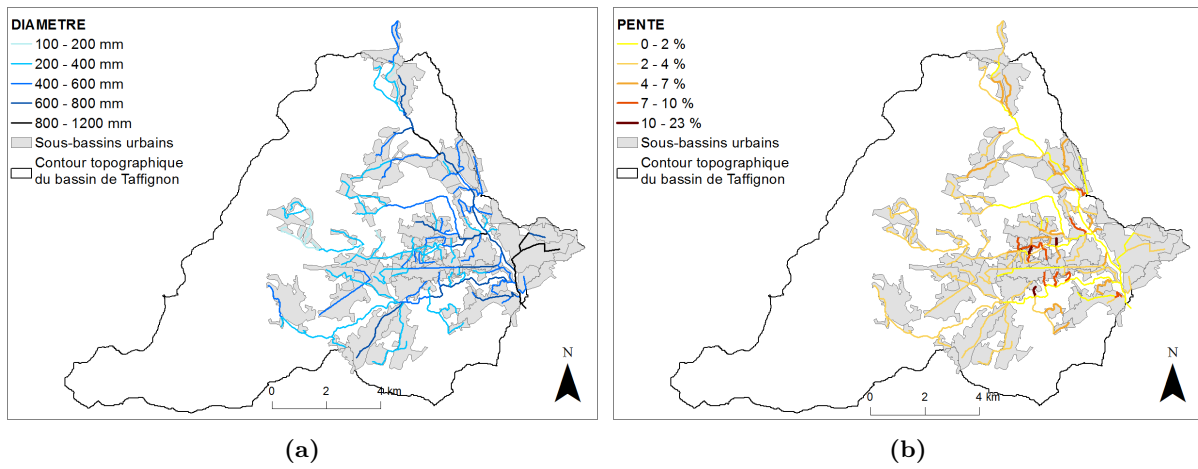 DIAMETRE
100 - 200 mm
200 - 400 mm
400 - 600 mm
600 - 800 mm
800 - 1200 mm
Sous-bassins urbains
Contour topographique
du bassin de Taffignon
N
0 2 4 km
(a)
PENTE
0 - 2 %
2 - 4 %
4 - 7 %
7 - 10 %
10 - 23 %
Sous-bassins urbains
Contour topographique
du bassin de Taffignon
N
0 2 4 km
(b)